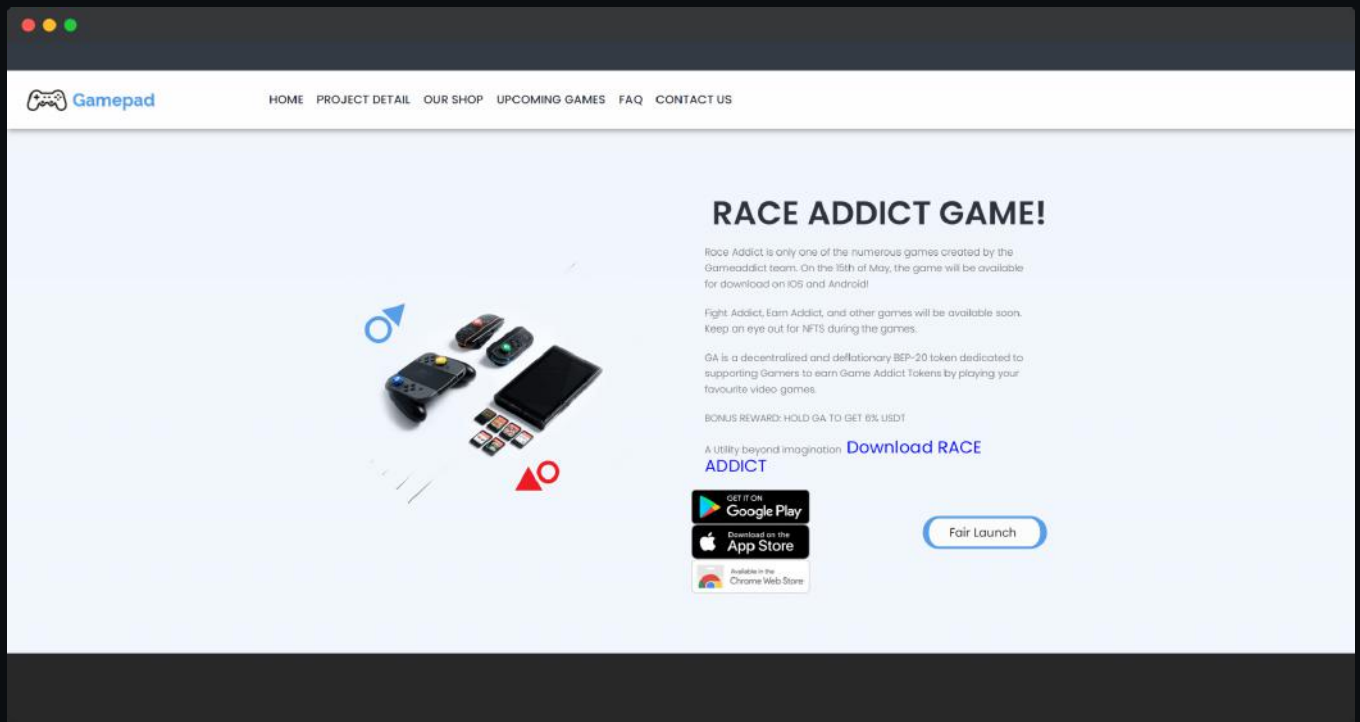 Gamepad
HOME PROJECT DETAIL OUR SHOP UPCOMING GAMES FAQ CONTACT US
RACE ADDICT GAME!
Race Addict is only one of the numerous games created by the
Gameaddict team. On the 15th of May, the game will be available
for download on IOS and Android!
Fight Addict, Earn Addict, and other games will be available soon.
Keep an eye out for NFTS during the games.
GA is a decentralized and deflationary BEP-20 token dedicated to
supporting Gamers to earn Game Addict Tokens by playing your
favourite video games.
BONUS REWARD: HOLD GA TO GET 6% USDT
A Utility beyond imagination Download RACE
ADDICT
GET IT ON
Google Play
Download on the
App Store
Available in the
Chrome Web Store
Fair Launch